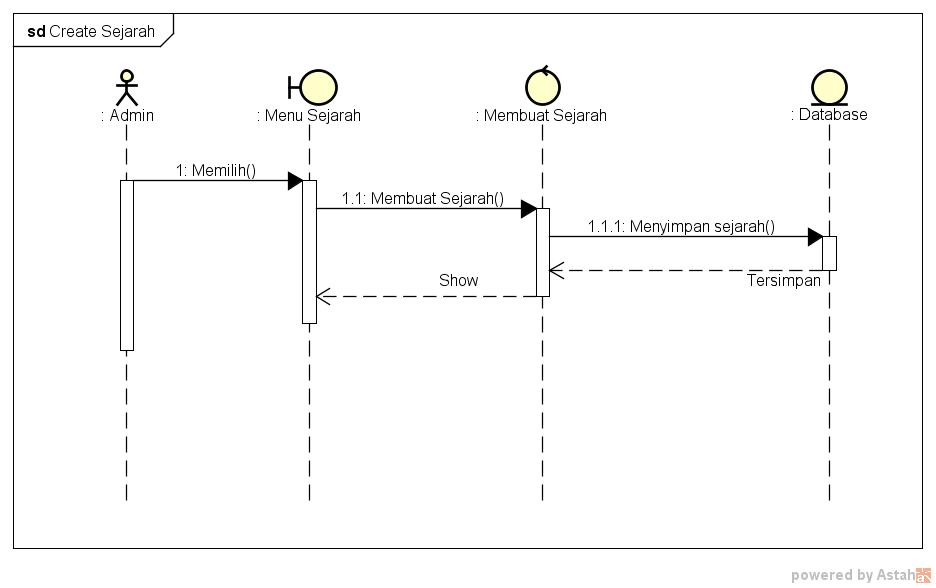 sd Create Sejarah
: Admin
: Menu Sejarah
: Membuat Sejarah
: Database
1: Memilih()
1.1: Membuat Sejarah()
1.1.1: Menyimpan sejarah()
Tersimpan
Show
powered by Astah